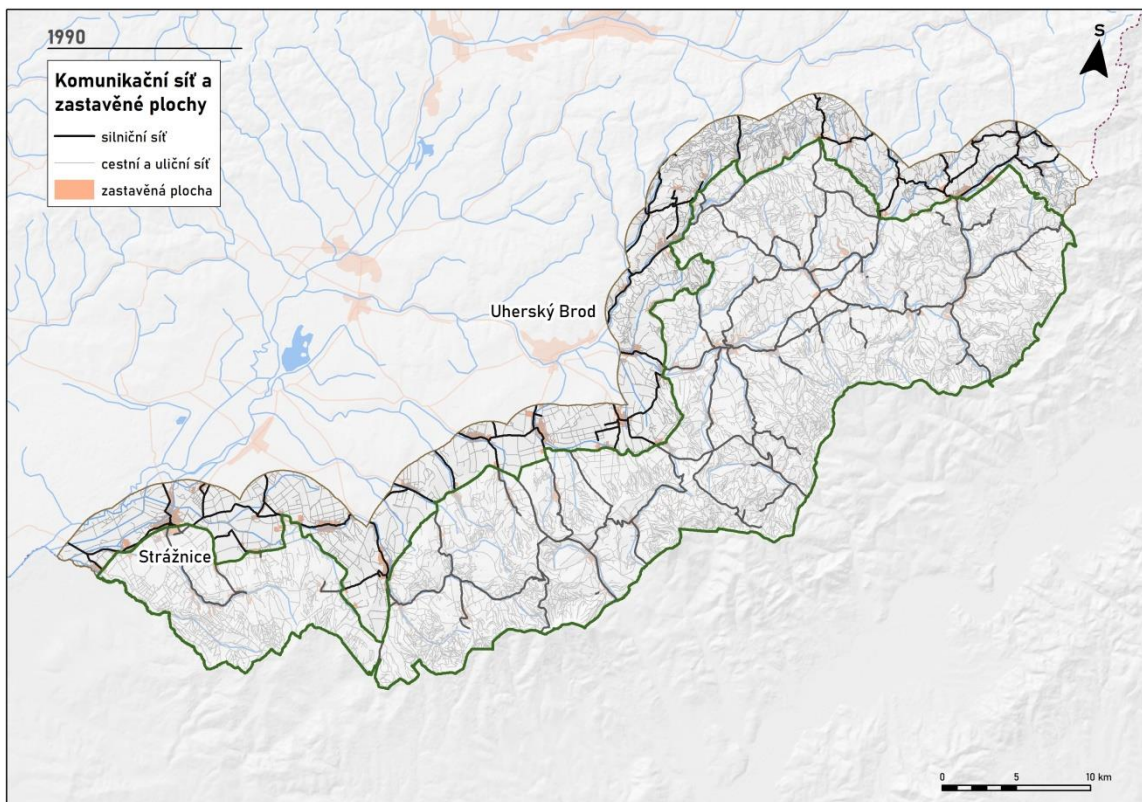 1990
Komunikační síť a
zastavěné plochy
silniční síť
cestní a uliční síť
zastavěná plocha
S
Uherský Brod
Strážnice
0 5 10 km